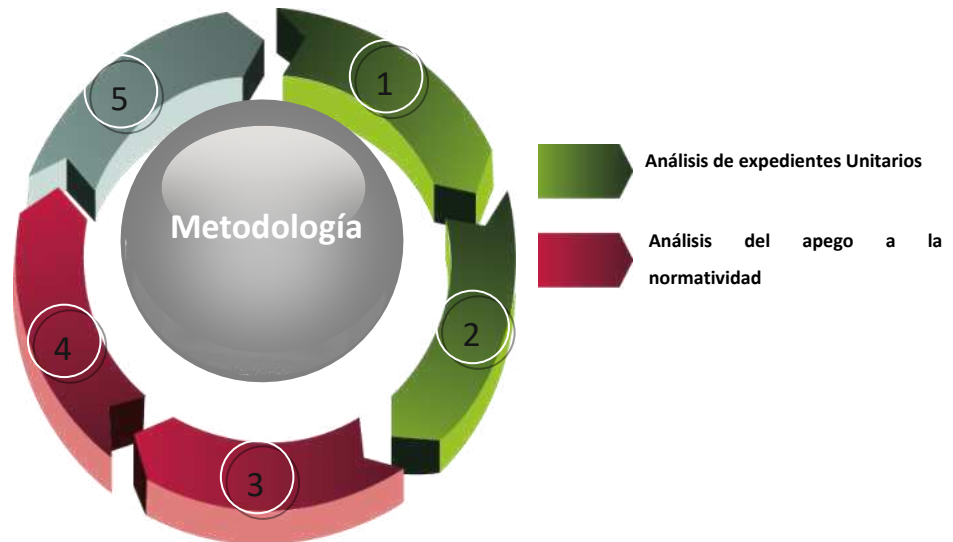 1
5
Análisis de expedientes Unitarios
Metodología
Análisis del apego a la
normatividad
2
4
3